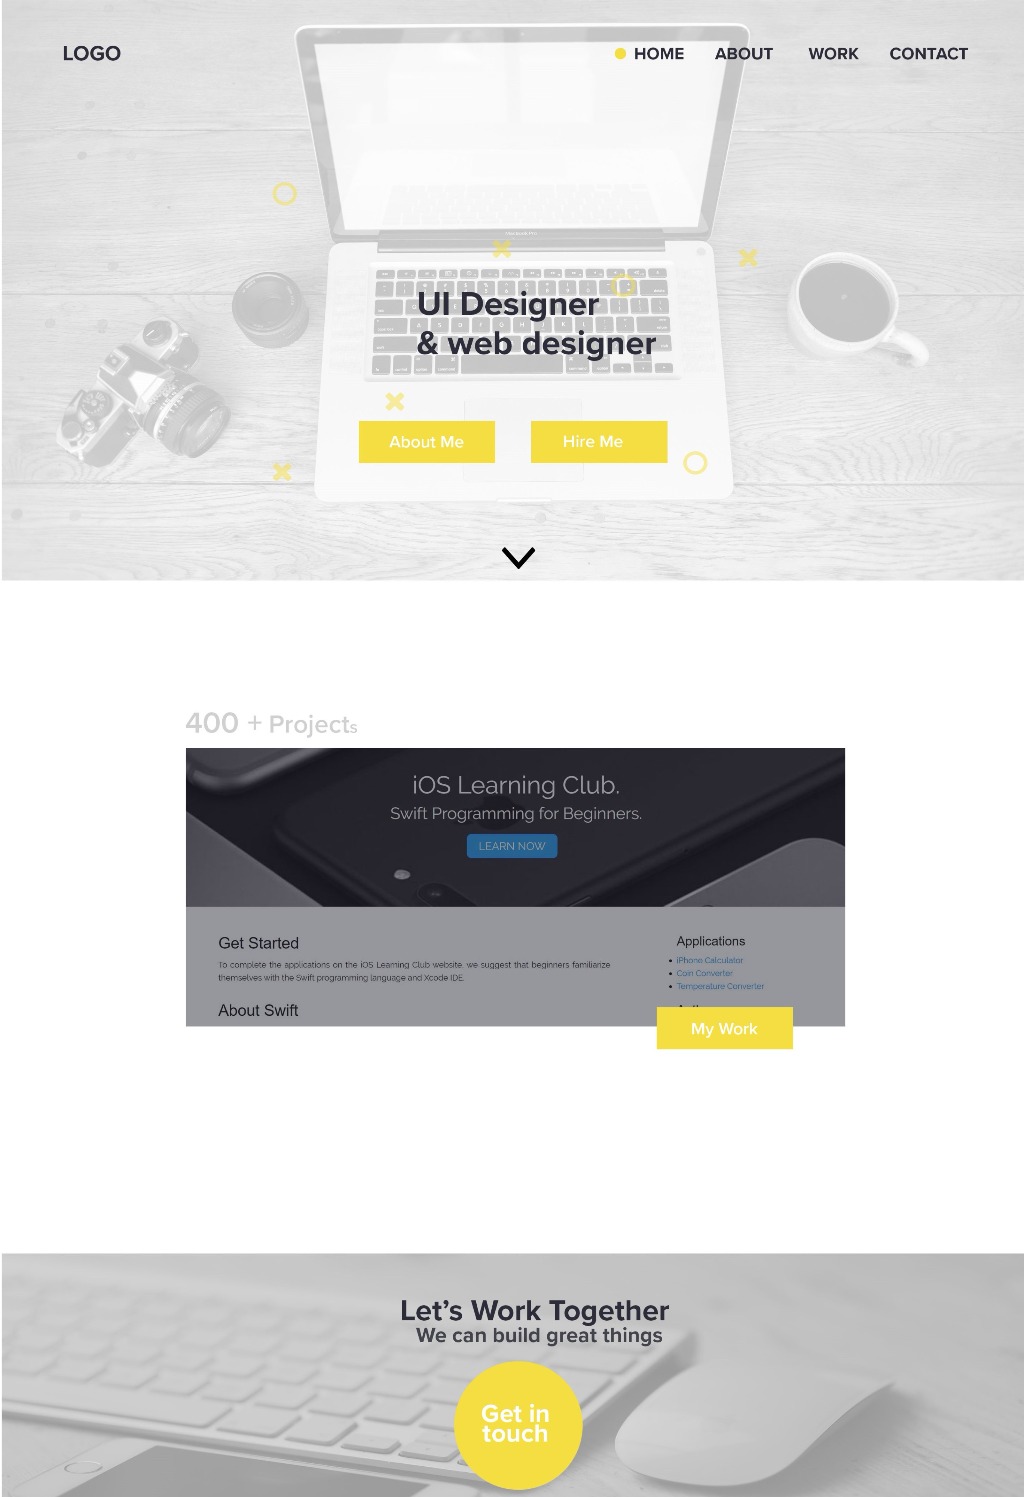 LOGO
HOME ABOUT WORK CONTACT
UI Designer
& web designer
About Me
Hire Me
400 + Projects
iOS Learning Club.
Swift Programming for Beginners.
LEARN NOW
Get Started
To complete the applications on the iOS Learning Club website, we suggest that beginners familiarize
themselves with the Swift programming language and Xcode IDE.
About Swift
Applications
iPhone Calculator
Coin Converter
Temperature Converter
My Work
Let's Work Together
We can build great things
Get in
touch